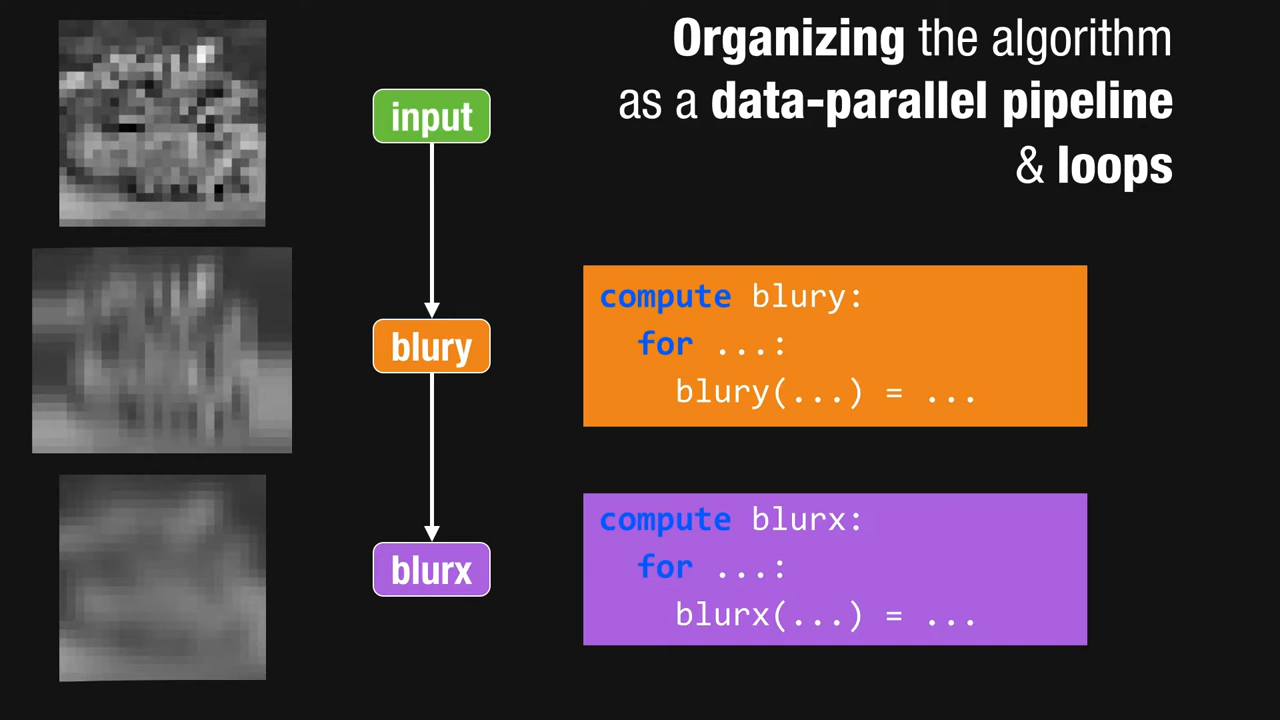 Organizing the algorithm
as a data-parallel pipeline
& loops
input
blury
compute blury:
for ...:
blury(...) = ...
blurx
compute blurx:
for ...:
blurx(...) = ...